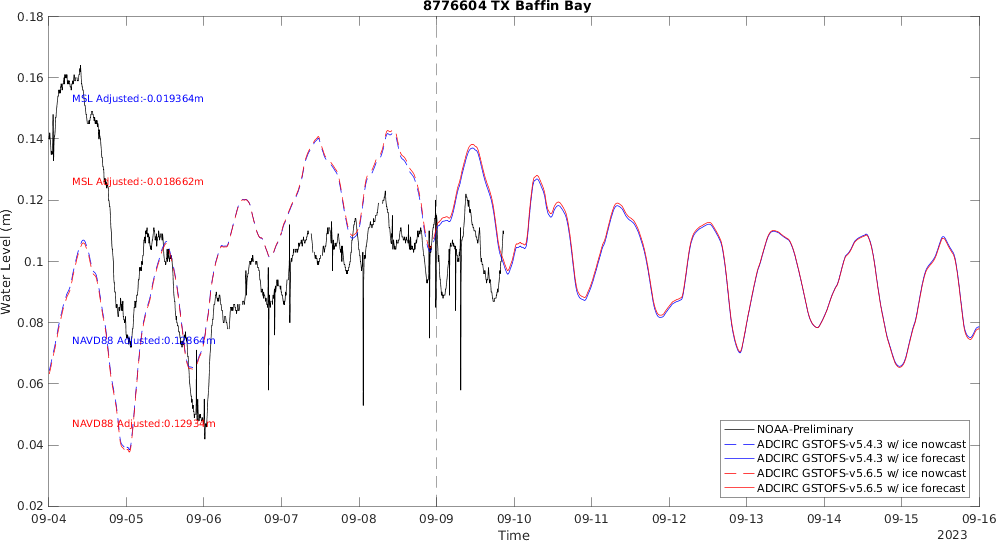 8776604 TX Baffin Bay
0.18
0.16
0.14
0.12
0.1
0.08
0.06
0.04
0.02
Water Level (m)
MSL Adjusted:-0.019364m
MSL Adjusted:-0.018662m
NAVD88 Adjusted:
NAVD88 Adjusted:0.12934m
NOAA-Preliminary
ADCIRC GSTOFS-v5.4.3 w/ ice nowcast
ADCIRC GSTOFS-v5.4.3 w/ ice forecast
ADCIRC GSTOFS-v5.6.5 w/ ice nowcast
ADCIRC GSTOFS-v5.6.5 w/ ice forecast
09-04 09-05 09-06 09-07 09-08 09-09 09-10 09-11 09-12 09-13 09-14 09-15 09-16
Time
2023